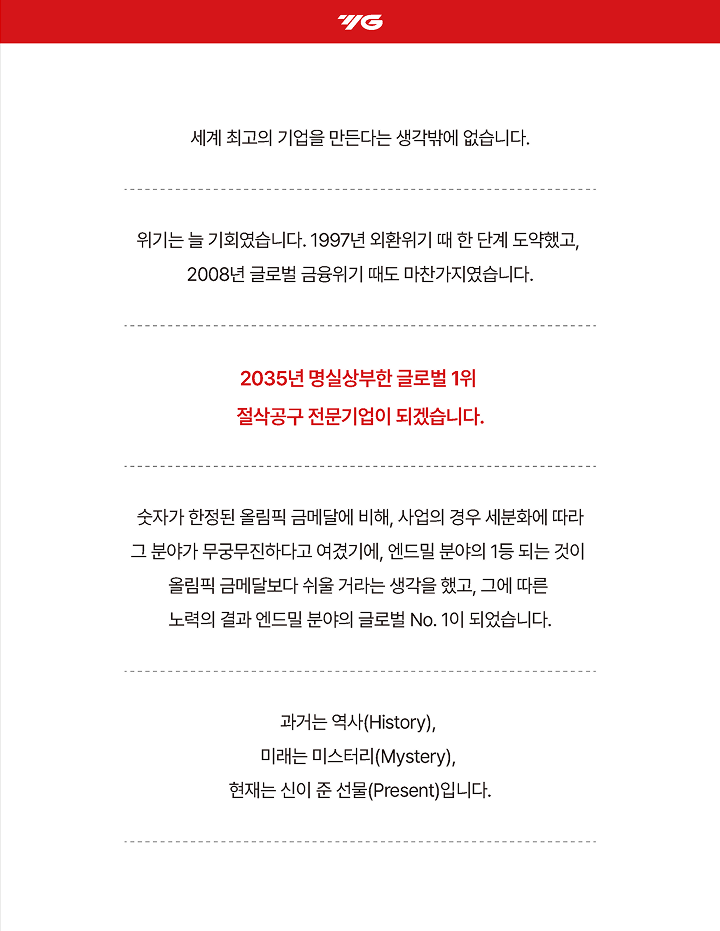 YG
세계 최고의 기업을 만든다는 생각밖에 없습니다.
위기는 늘 기회였습니다. 1997년 외환위기 때 한 단계 도약했고,
2008년 글로벌 금융위기 때도 마찬가지였습니다.
2035년 명실상부한 글로벌 1위
절삭공구 전문기업이 되겠습니다.
숫자가 한정된 올림픽 금메달에 비해, 사업의 경우 세분화에 따라
그 분야가 무궁무진하다고 여겼기에, 엔드밀 분야의 1등 되는 것이
올림픽 금메달보다 쉬울 거라는 생각을 했고, 그에 따른
노력의 결과 엔드밀 분야의 글로벌 No. 1이 되었습니다.
과거는 역사(History),
미래는 미스터리(Mystery),
현재는 신이 준 선물(Present)입니다.